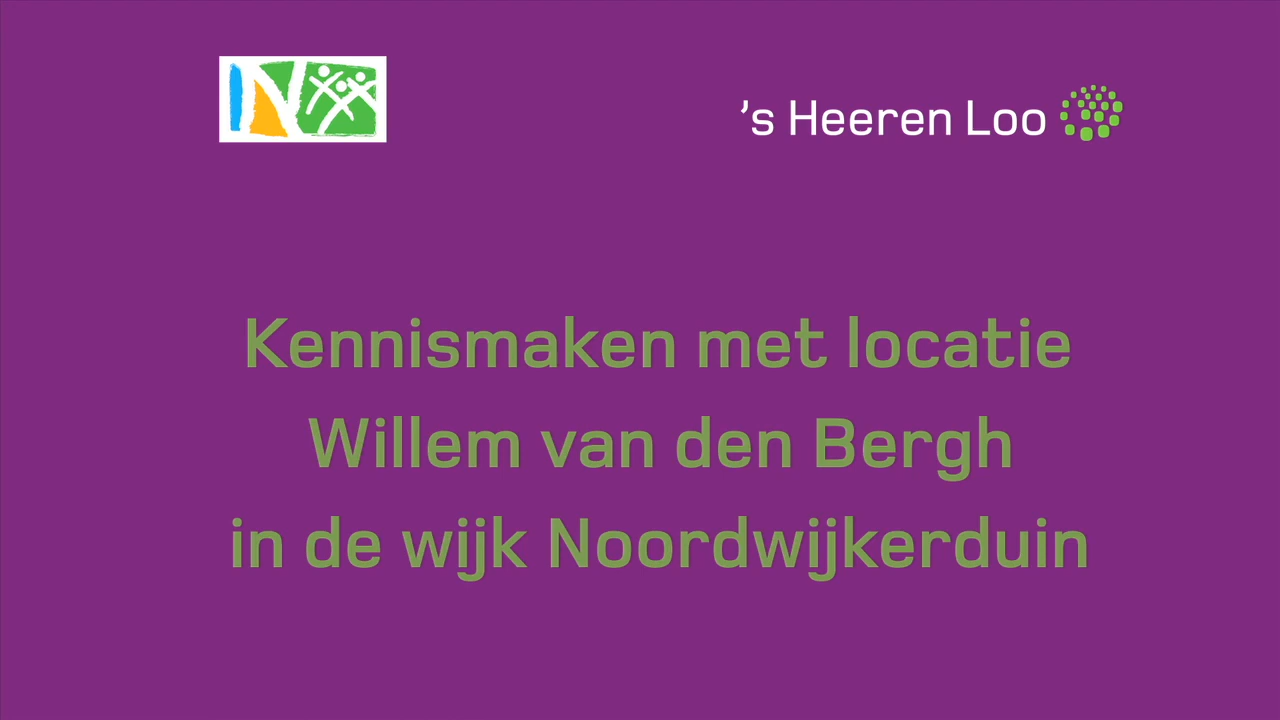 ’s Heeren Loo
Kennismaken met locatie
Willem van den Bergh
in de wijk Noordwijkerduin